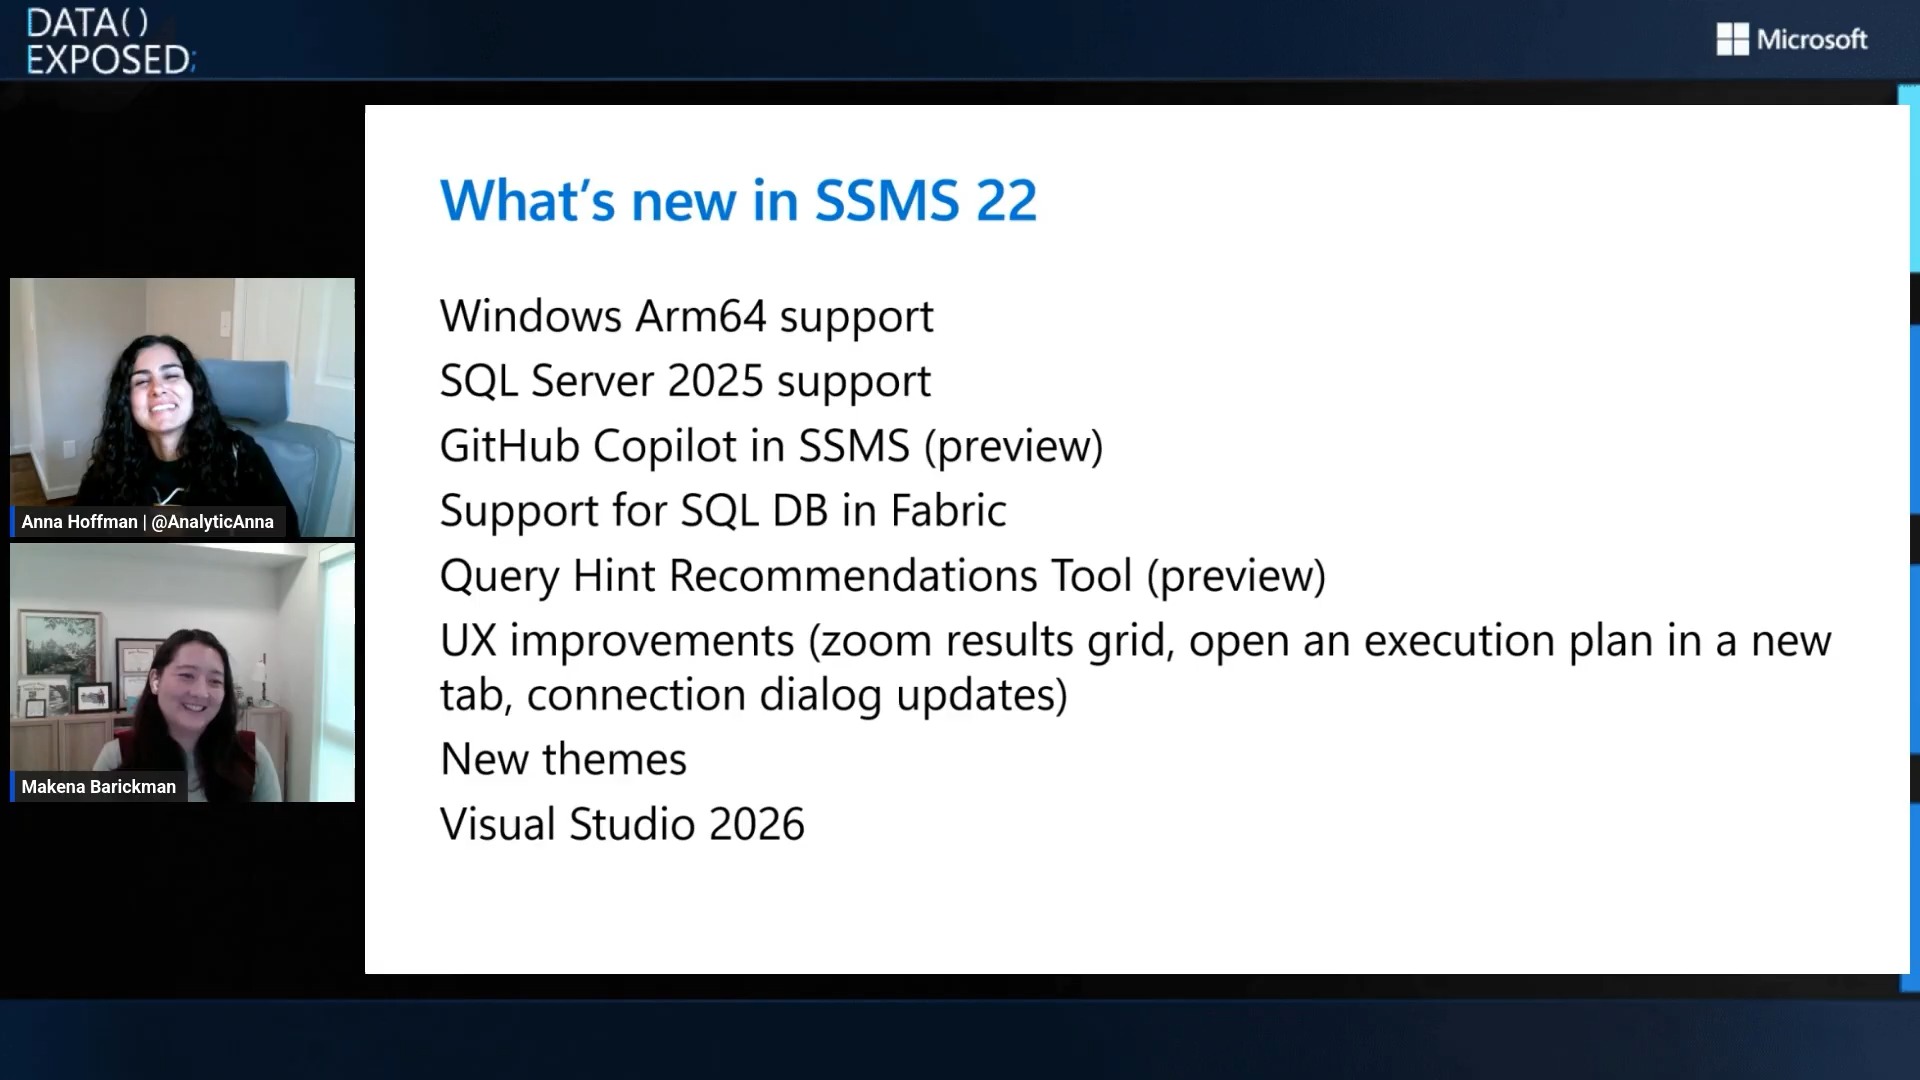 DATA()
EXPOSED;
Microsoft
What's new in SSMS 22
Windows Arm64 support
SQL Server 2025 support
GitHub Copilot in SSMS (preview)
Support for SQL DB in Fabric
Query Hint Recommendations Tool (preview)
UX improvements (zoom results grid, open an execution plan in a new
tab, connection dialog updates)
New themes
Visual Studio 2026
Anna Hoffman | @AnalyticAnna
Makena Barickman